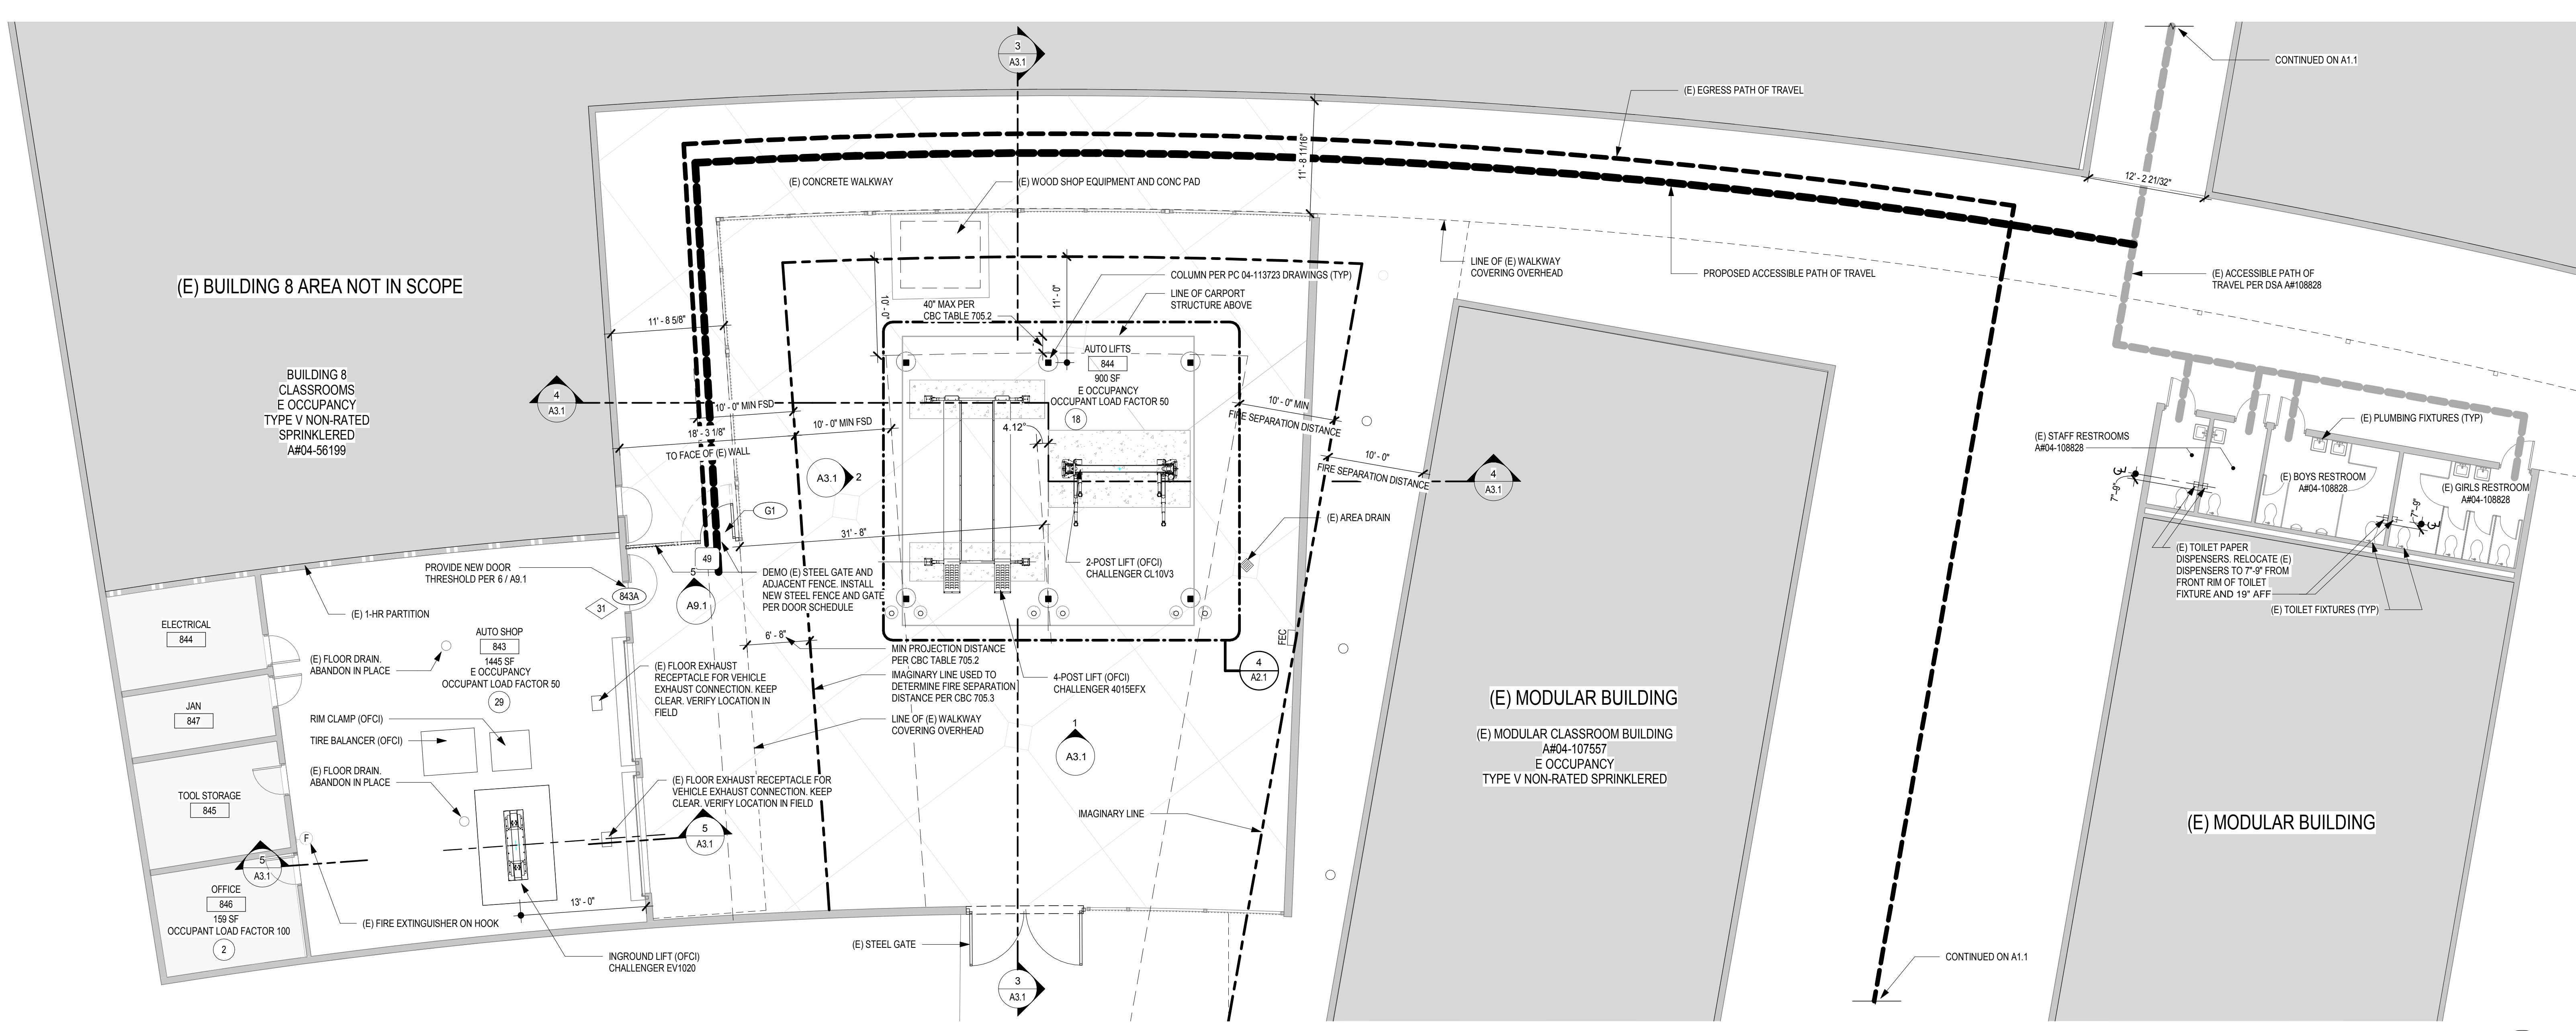 3
A3.1
CONTINUED ON A1.1
(E) EGRESS PATH OF TRAVEL
11' - 8 11/16"
(E) CONCRETE WALKWAY
(E) WOOD SHOP EQUIPMENT AND CONC PAD
12' - 2 21/32"
(E) BUILDING 8 AREA NOT IN SCOPE
COLUMN PER PC 04-113723 DRAWINGS (TYP)
LINE OF CARPORT
STRUCTURE ABOVE
LINE OF (E) WALKWAY
COVERING OVERHEAD
PROPOSED ACCESSIBLE PATH OF TRAVEL
(E) ACCESSIBLE PATH OF
TRAVEL PER DSA A#108828
10' - 0"
11' - 0"
40" MAX PER
CBC TABLE 705.2
11' - 8 5/8"
AUTO LIFTS
844
900 SF
E OCCUPANCY
OCCUPANT LOAD FACTOR 50
18
BUILDING 8
CLASSROOMS
E OCCUPANCY
TYPE V NON-RATED
SPRINKLERED
A#04-56199
4
A3.1
10' - 0" MIN FSD
10' - 0" MIN FSD
18' - 3 1/8"
TO FACE OF (E) WALL
4.12°
10' - 0" MIN
FIRE SEPARATION DISTANCE
10' - 0"
FIRE SEPARATION DISTANCE
4
A3.1
(E) PLUMBING FIXTURES (TYP)
(E) STAFF RESTROOMS
A#04-108828
(E) BOYS RESTROOM
A#04-108828
(E) GIRLS RESTROOM
A#04-108828
7"-9"
7"-9"
A3.1
2
G1
31' - 8"
(E) AREA DRAIN
49
5
A9.1
PROVIDE NEW DOOR
THRESHOLD PER 6 / A9.1
843A
31
DEMO (E) STEEL GATE AND
ADJACENT FENCE. INSTALL
NEW STEEL FENCE AND GATE
PER DOOR SCHEDULE
2-POST LIFT (OFCI)
CHALLENGER CL10V3
(E) TOILET PAPER
DISPENSERS. RELOCATE (E)
DISPENSERS TO 7"-9" FROM
FRONT RIM OF TOILET
FIXTURE AND 19" AFF
(E) TOILET FIXTURES (TYP)
(E) 1-HR PARTITION
ELECTRICAL
844
AUTO SHOP
843
1445 SF
E OCCUPANCY
OCCUPANT LOAD FACTOR 50
29
(E) FLOOR DRAIN.
ABANDON IN PLACE
6' - 8"
FEC
MIN PROJECTION DISTANCE
PER CBC TABLE 705.2
IMAGINARY LINE USED TO
DETERMINE FIRE SEPARATION
DISTANCE PER CBC 705.3
LINE OF (E) WALKWAY
COVERING OVERHEAD
4-POST LIFT (OFCI)
CHALLENGER 4015EFX
4
A2.1
(E) FLOOR EXHAUST
RECEPTACLE FOR VEHICLE
EXHAUST CONNECTION. KEEP
CLEAR. VERIFY LOCATION IN
FIELD
JAN
847
RIM CLAMP (OFCI)
TIRE BALANCER (OFCI)
(E) FLOOR DRAIN.
ABANDON IN PLACE
(E) MODULAR BUILDING
(E) MODULAR CLASSROOM BUILDING
A#04-107557
E OCCUPANCY
TYPE V NON-RATED SPRINKLERED
1
A3.1
(E) FLOOR EXHAUST RECEPTACLE FOR
VEHICLE EXHAUST CONNECTION. KEEP
CLEAR. VERIFY LOCATION IN FIELD
TOOL STORAGE
845
IMAGINARY LINE
(E) MODULAR BUILDING
F
5
A3.1
5
A3.1
OFFICE
846
159 SF
OCCUPANT LOAD FACTOR 100
2
13' - 0"
(E) FIRE EXTINGUISHER ON HOOK
(E) STEEL GATE
INGROUND LIFT (OFCI)
CHALLENGER EV1020
CONTINUED ON A1.1
3
A3.1